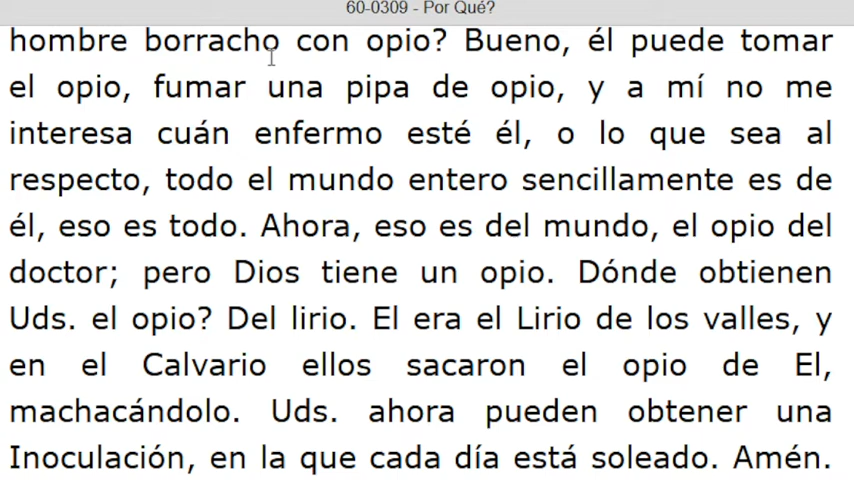 60-0309 - Por Qué?
hombre borracho con opio? Bueno, él puede tomar
el opio, fumar una pipa de opio, y a mí no me
interesa cuán enfermo esté él, o lo que sea al
respecto, todo el mundo entero sencillamente es de
él, eso es todo. Ahora, eso es del mundo, el opio del
doctor; pero Dios tiene un opio. Dónde obtienen
Uds. el opio? Del lirio. El era el Lirio de los valles, y
en el Calvario ellos sacaron el opio de El,
machacándolo. Uds. ahora pueden obtener una
Inoculación, en la que cada día está soleado. Amén.